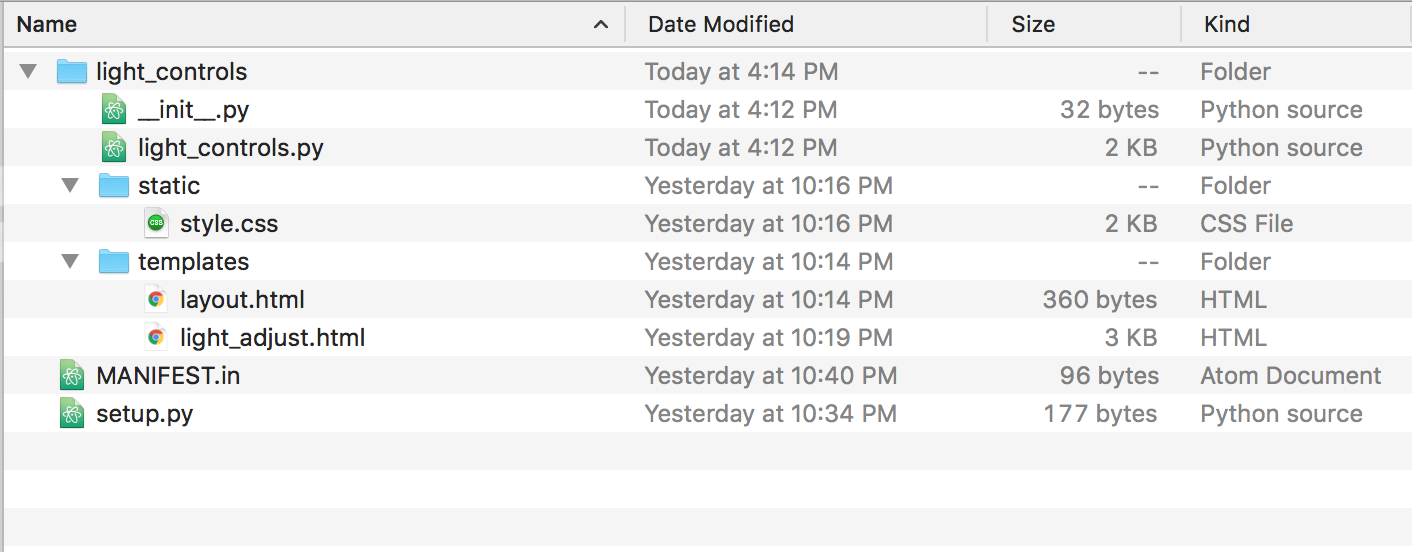 Name Date Modified Size Kind
light_controls Today at 4:14 PM -- Folder
__init__.py Today at 4:12 PM 32 bytes Python source
light_controls.py Today at 4:12 PM 2 KB Python source
static Yesterday at 10:16 PM -- Folder
CSS style.css Yesterday at 10:16 PM 2 KB CSS File
templates Yesterday at 10:14 PM -- Folder
layout.html Yesterday at 10:14 PM 360 bytes HTML
light_adjust.html Yesterday at 10:19 PM 3 KB HTML
MANIFEST.in Yesterday at 10:40 PM 96 bytes Atom Document
setup.py Yesterday at 10:34 PM 177 bytes Python source